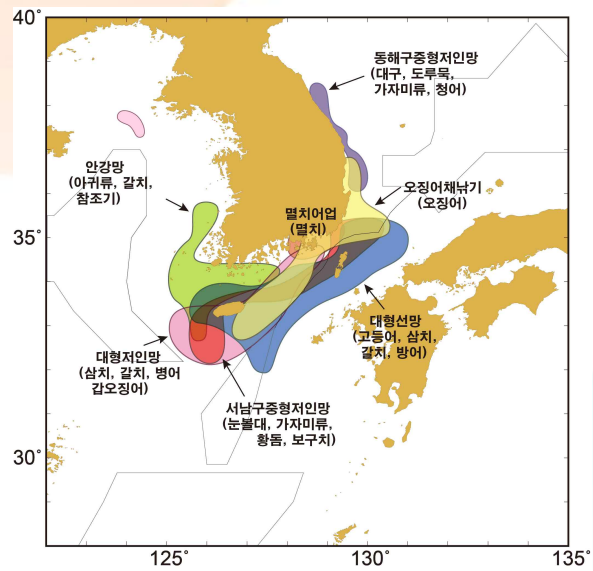 40°
35°
30°
125°
130°
135°
동해구중형저인망
(대구, 도루묵,
가자미류, 청어)
안강망
(아귀류, 갈치,
참조기)
오징어채낚기
(오징어)
멸치어업
(멸치)
대형선망
(고등어, 삼치,
갈치, 방어)
대형저인망
(삼치, 갈치, 병어
갑오징어)
서남구중형저인망
(눈볼대, 가자미류,
황돔, 보구치)